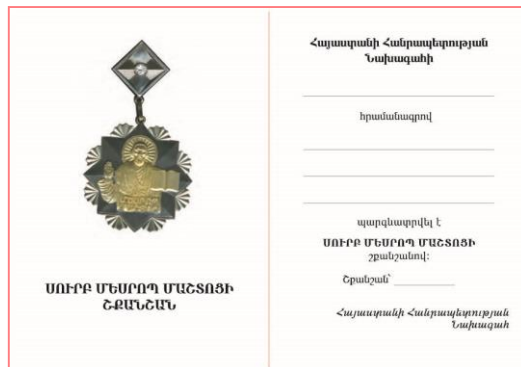 ՍՈՒՐԲ ՄԵՍՐՈՊ ՄԱՇՏՈՑԻ
ՇՔԱՆՇԱՆ
Հայաստանի Հանրապետության
Նախագահի
հրամանագրով
պարգևատրվել է
ՍՈՒՐԲ ՄԵՍՐՈՊ ՄԱՇՏՈՑԻ
շքանշանով:
Շքանշան՝
Հայաստանի Հանրապետության
Նախագահ